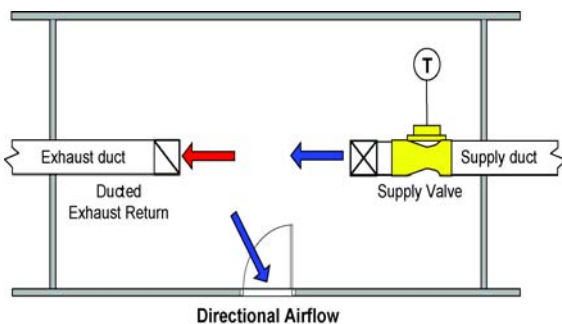 T
Exhaust duct
Supply duct
Ducted
Exhaust Return
Supply Valve
Directional Airflow